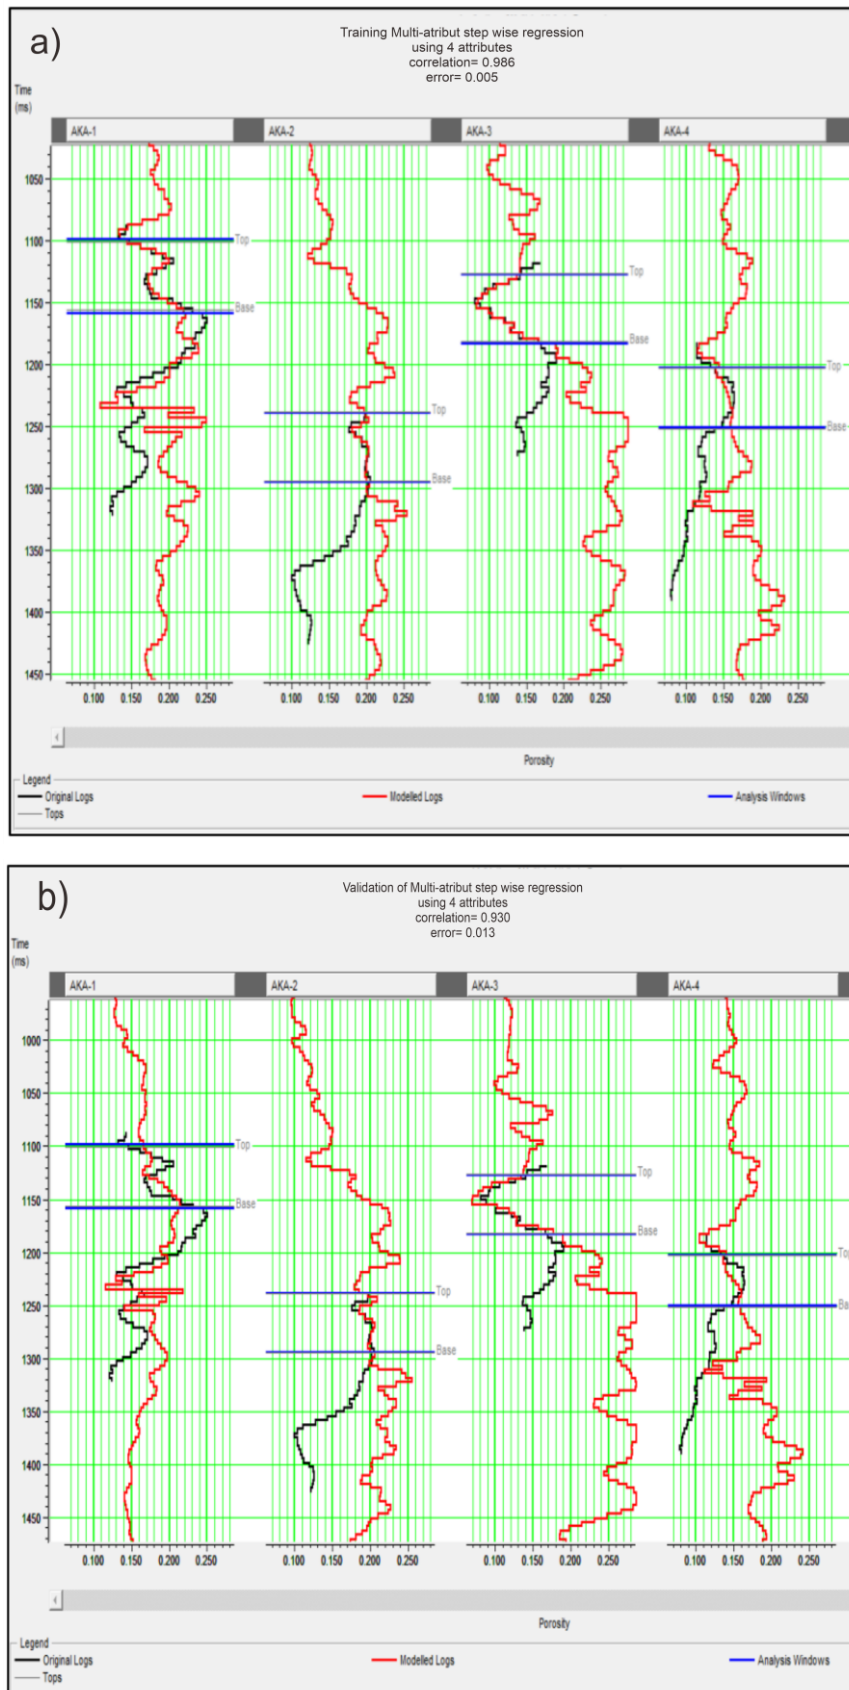 a)
Training Multi-atribut step wise regression
using 4 attributes
correlation= 0.986
error= 0.005
Time
(ms)
AKA-1 AKA-2 AKA-3 AKA-4
1050
1100
1150
1200
1250
1300
1350
1400
1450
Top
Base
Top
Base
Top
Base
Top
Base
0.100 0.150 0.200 0.250 0.100 0.150 0.200 0.250 0.100 0.150 0.200 0.250 0.100 0.150 0.200 0.250
Porosity
Legend
Original Logs Modelled Logs Analysis Windows
Tops
b)
Validation of Multi-atribut step wise regression
using 4 attributes
correlation= 0.930
error= 0.013
Time
(ms)
AKA-1 AKA-2 AKA-3 AKA-4
1000
1050
1100
1150
1200
1250
1300
1350
1400
1450
Top
Base
Top
Base
Top
Base
Top
Ba
0.100 0.150 0.200 0.250 0.100 0.150 0.200 0.250 0.100 0.150 0.200 0.250 0.100 0.150 0.200 0.250
Porosity
Legend
Original Logs Modelled Logs Analysis Windows
Tops